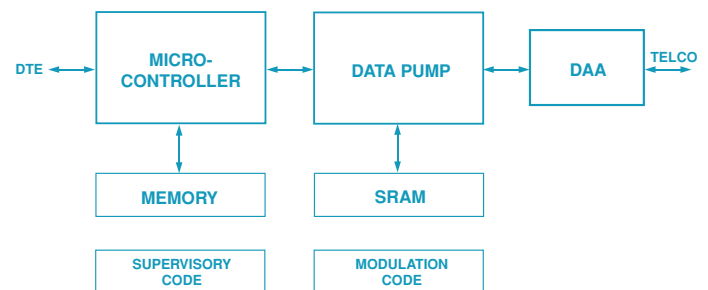 DTE
MICRO-
CONTROLLER
DATA PUMP
DAA
TELCO
MEMORY
SRAM
SUPERVISORY
CODE
MODULATION
CODE